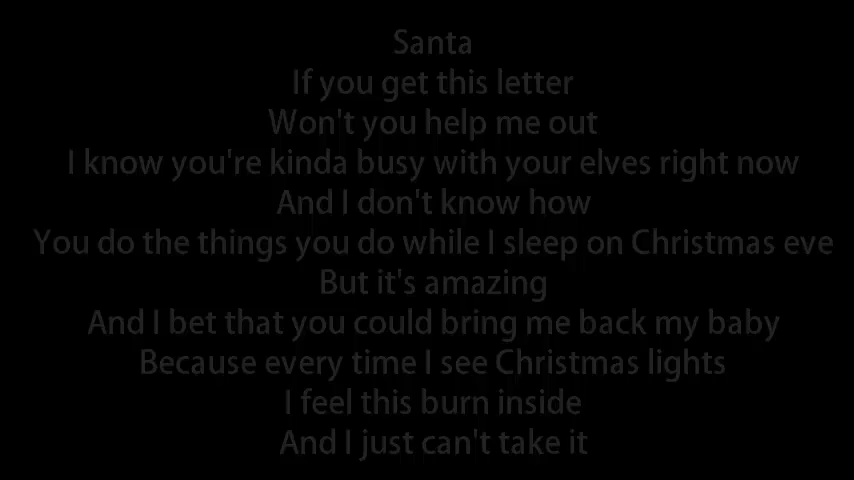 Santa
If you get this letter
Won't you help me out
I know you're kinda busy with your elves right now
And I don't know how
You do the things you do while I sleep on Christmas eve
But it's amazing
And I bet that you could bring me back my baby
Because every time I see Christmas lights
I feel this burn inside
And I just can't take it